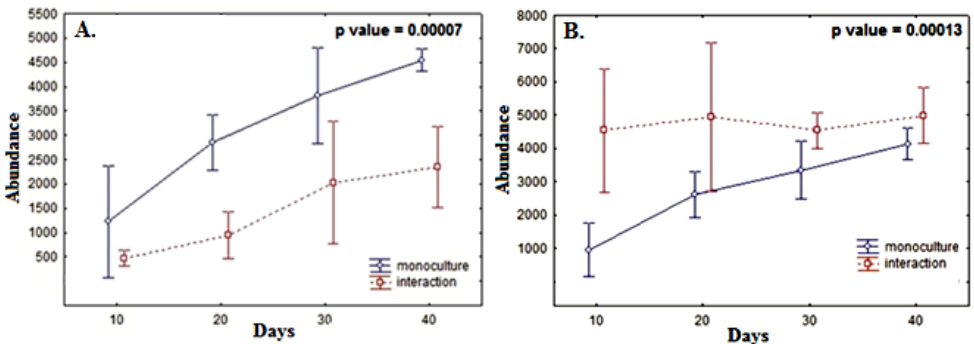 A.
p value = 0.00007
Abundance
5500
5000
4500
4000
3500
3000
2500
2000
1500
1000
500
monoculture
interaction
10 20 30 40
Days
B.
p value = 0.00013
Abundance
8000
7000
6000
5000
4000
3000
2000
1000
monoculture
interaction
10 20 30 40
Days